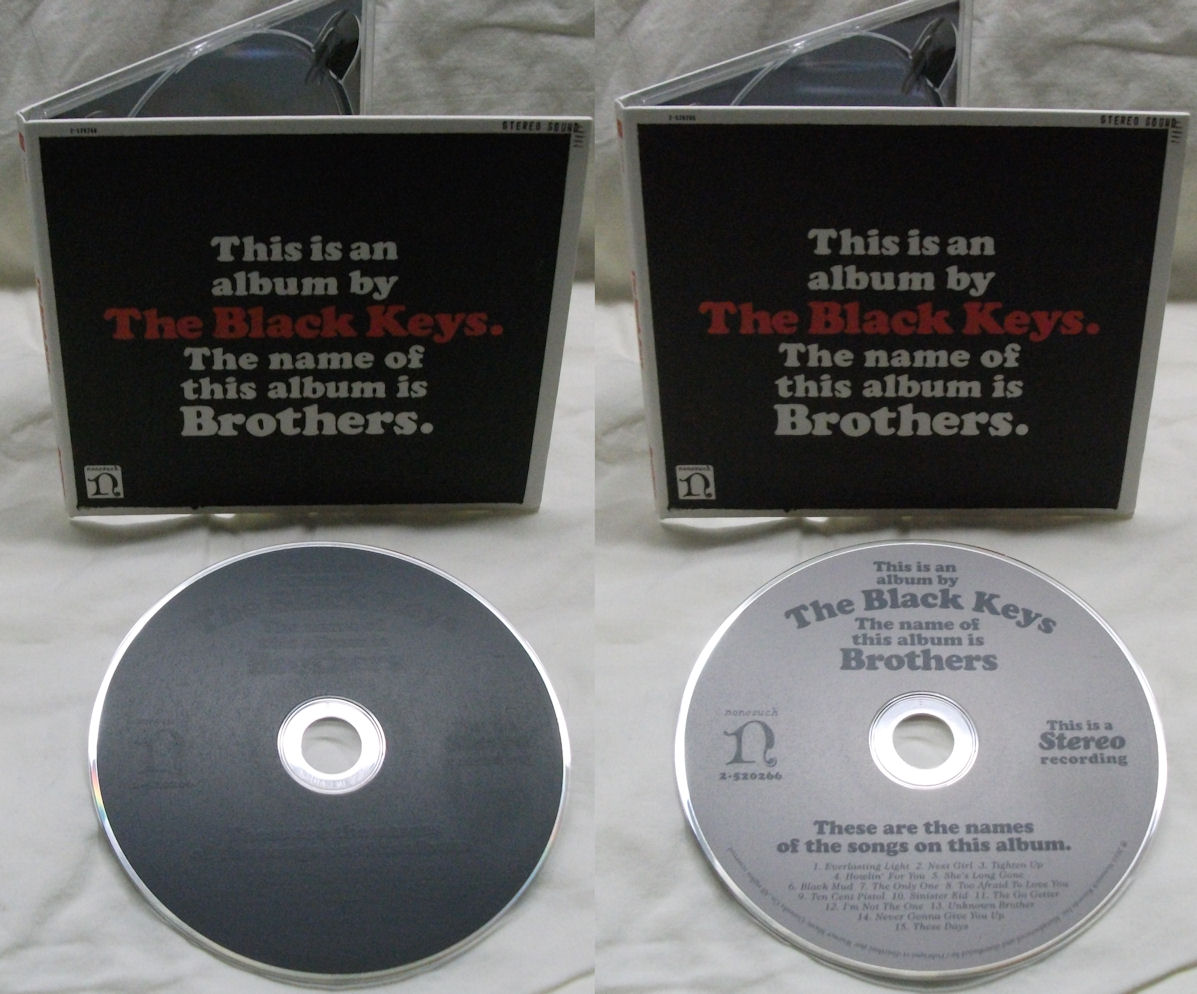 STEREO SOUND
This is an
album by
The Black Keys.
The name of
this album is
Brothers.
nonesuch
n
2-520266
STEREO SOUND
This is an
album by
The Black Keys.
The name of
this album is
Brothers.
nonesuch
n
This is an
album by
The Black Keys
The name of
this album is
Brothers
nonesuch
n
2-520266
This is a
Stereo
recording
These are the names
of the songs on this album.
1. Everlasting Light 2. Next Girl 3. Tighten Up
4. Howlin' For You 5. She's Long Gone
6. Black Mud 7. The Only One 8. Too Afraid To Love You
9. Ten Cent Pistol 10. Sinister Kid 11. The Go Getter
12. I'm Not The One 13. Unknown Brother
14. Never Gonna Give You Up
15. These Days